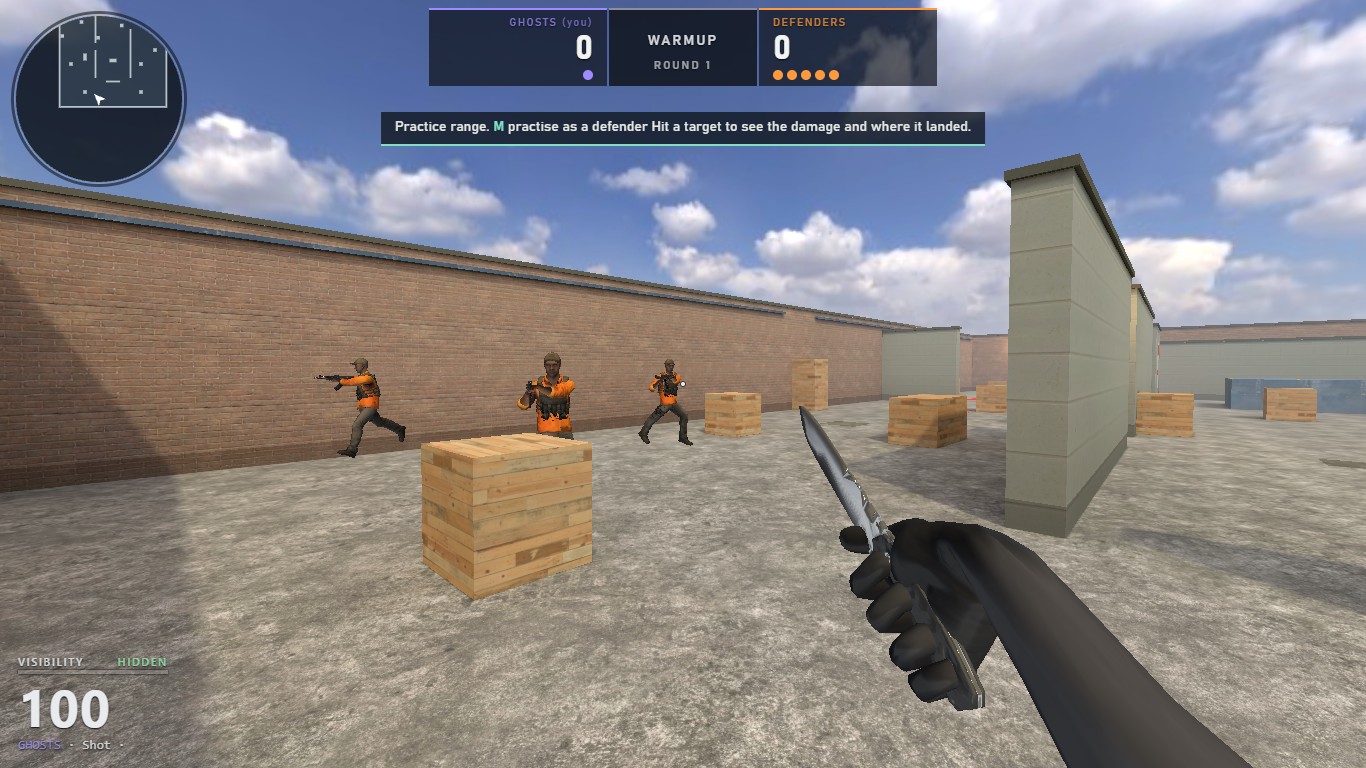 GHOSTS (you)
0
WARMUP
ROUND 1
DEFENDERS
0
Practice range. M practise as a defender Hit a target to see the damage and where it landed.
VISIBILITY HIDDEN
100
GHOSTS · Shot ·